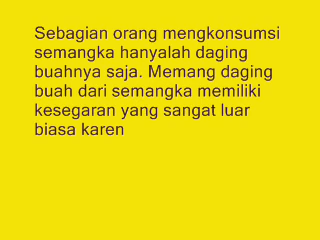 Sebagian orang mengkonsumsi
semangka hanyalah daging
buahnya saja. Memang daging
buah dari semangka memiliki
kesegaran yang sangat luar
biasa karen